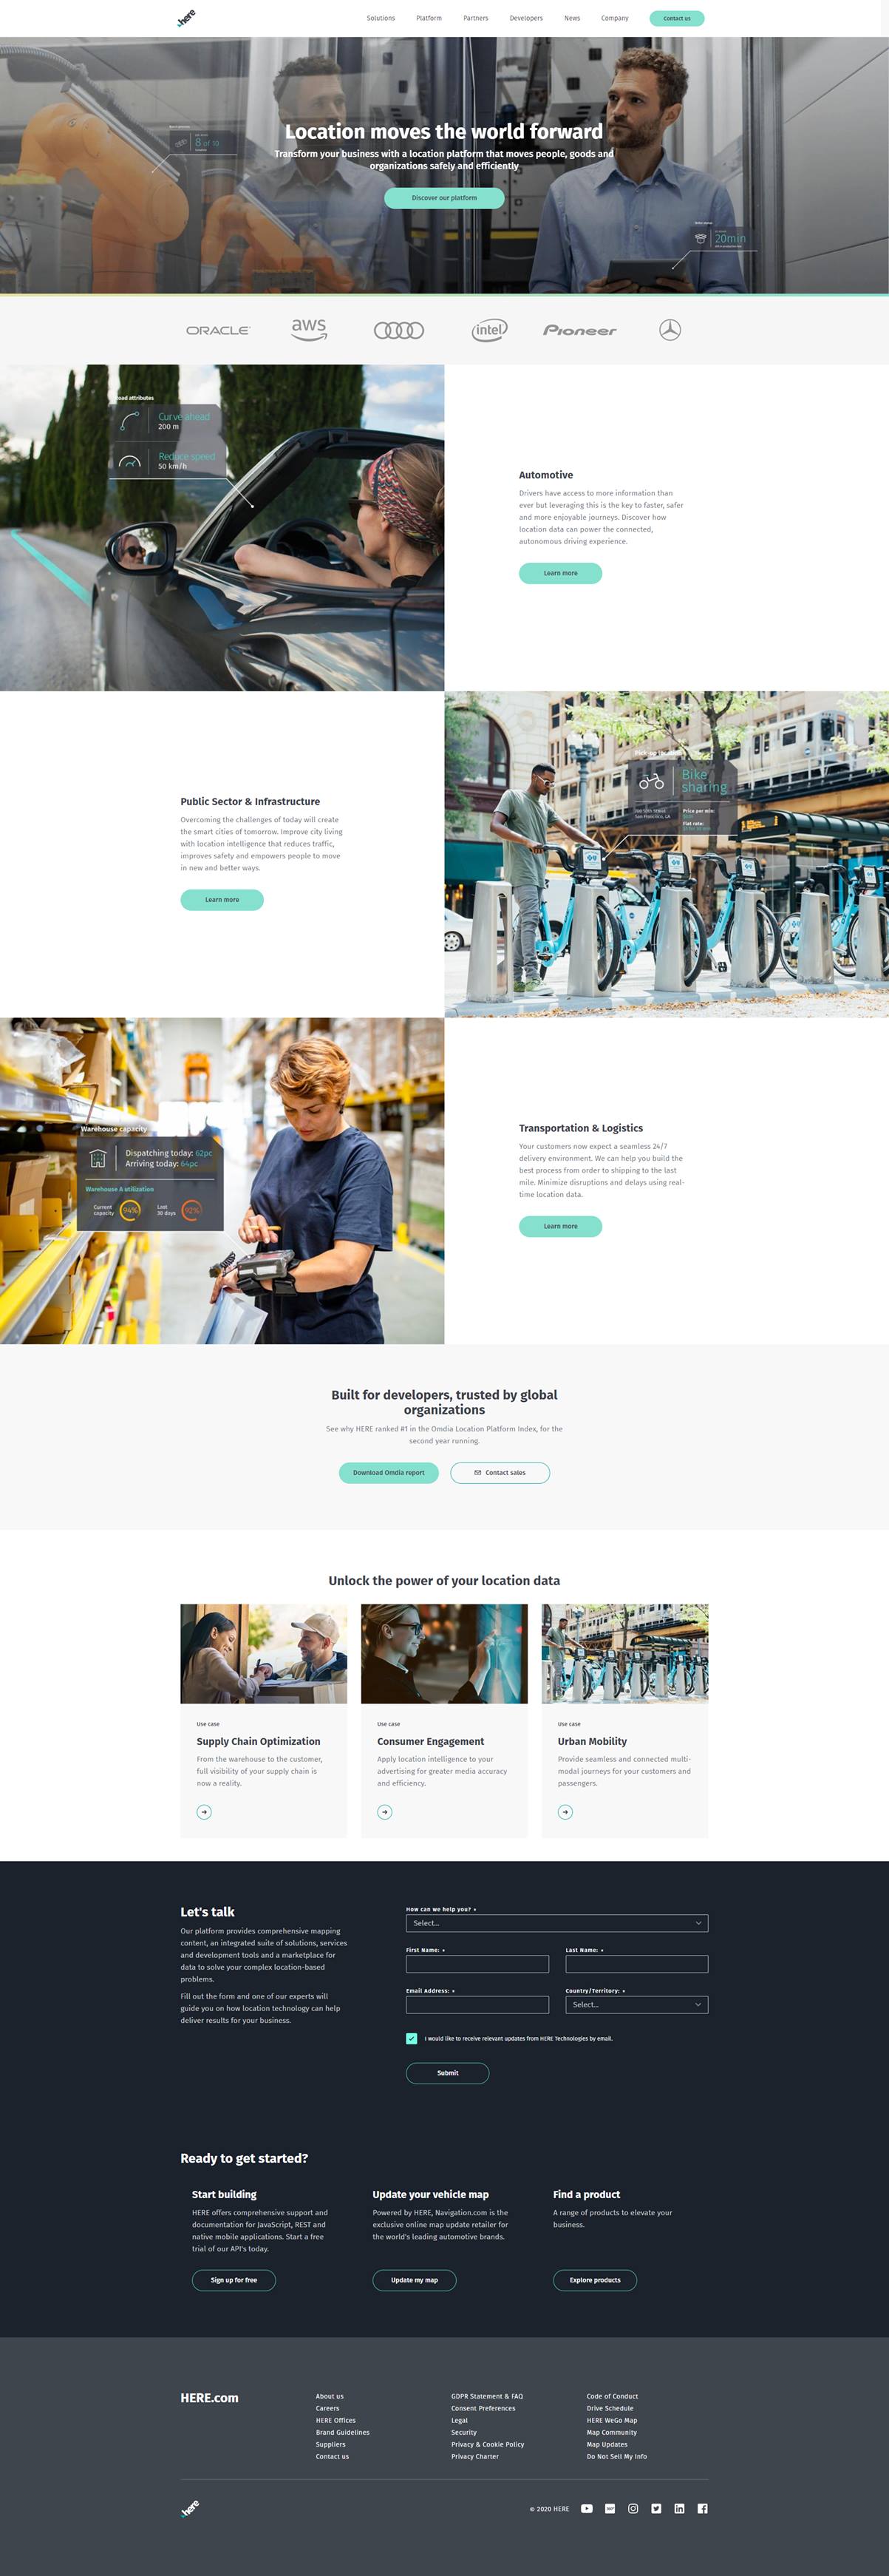 here
Solutions
Platform
Partners
Developers
News
Company
Contact us
8 of 10
Location moves the world forward
Transform your business with a location platform that moves people, goods and
organizations safely and efficiently
Discover our platform
20min
ORACLE
aws
intel
Pioneer
Road attributes
Curve ahead
200 m
Reduce speed
50 km/h
Automotive
Drivers have access to more information than
ever but leveraging this is the key to faster, safer
and more enjoyable journeys. Discover how
location data can power the connected,
autonomous driving experience.
Learn more
Public Sector & Infrastructure
Overcoming the challenges of today will create
the smart cities of tomorrow. Improve city living
with location intelligence that reduces traffic,
improves safety and empowers people to move
in new and better ways.
Learn more
Bike
sharing
San Francisco, LA
Price per min:
Flat rate:
Warehouse capacity
Dispatching today: 62pc
Arriving today: 64pc
Warehouse A utilization
Current
capacity
94%
Last
30 days
92%
Transportation & Logistics
Your customers now expect a seamless 24/7
delivery environment. We can help you build the
best process from order to shipping to the last
mile. Minimize disruptions and delays using real-
time location data.
Learn more
Built for developers, trusted by global
organizations
See why HERE ranked #1 in the Omdia Location Platform Index, for the
second year running.
Download Omdia report
Contact sales
Unlock the power of your location data
Use case
Supply Chain Optimization
From the warehouse to the customer,
full visibility of your supply chain is
now a reality.
Use case
Consumer Engagement
Apply location intelligence to your
advertising for greater media accuracy
and efficiency.
Use case
Urban Mobility
Provide seamless and connected multi-
modal journeys for your customers and
passengers.
Let's talk
Our platform provides comprehensive mapping
content, an integrated suite of solutions, services
and development tools and a marketplace for
data to solve your complex location-based
problems.
Fill out the form and one of our experts will
guide you on how location technology can help
deliver results for your business.
How can we help you? *
Select...
First Name: *
Last Name: *
Email Address: *
Country/Territory: *
Select...
I would like to receive relevant updates from HERE Technologies by email.
Submit
Ready to get started?
Start building
HERE offers comprehensive support and
documentation for JavaScript, REST and
native mobile applications. Start a free
trial of our API's today.
Sign up for free
Update your vehicle map
Powered by HERE, Navigation.com is the
exclusive online map update retailer for
the world's leading automotive brands.
Update my map
Find a product
A range of products to elevate your
business.
Explore products
HERE.com
About us
Careers
HERE Offices
Brand Guidelines
Suppliers
Contact us
GDPR Statement & FAQ
Consent Preferences
Legal
Security
Privacy & Cookie Policy
Privacy Charter
Code of Conduct
Drive Schedule
HERE WeGo Map
Map Community
Map Updates
Do Not Sell My Info
here
© 2020 HERE